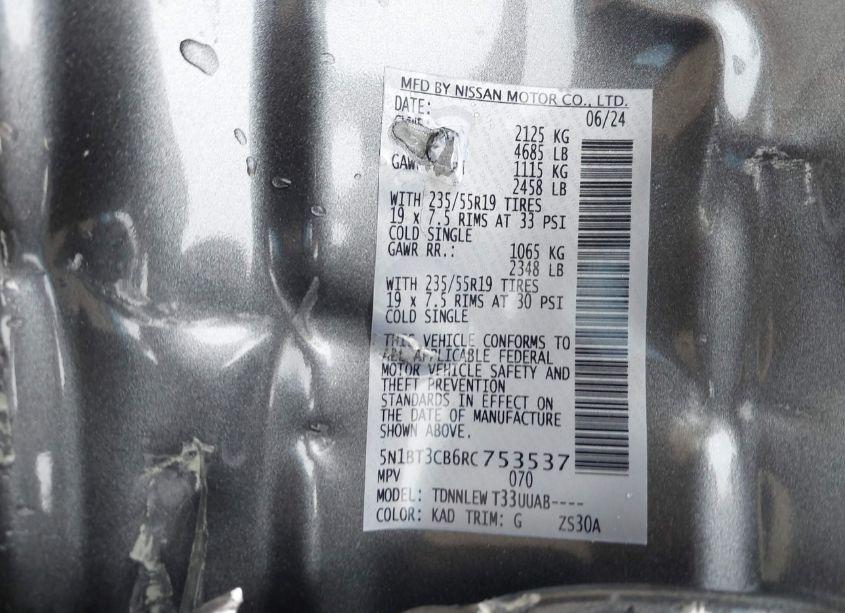 MFD BY NISSAN MOTOR CO., LTD.
DATE: 06/24
2125 KG
4685 LB
GAWR 1115 KG
2458 LB
WITH 235/55R19 TIRES
19 x 7.5 RIMS AT 33 PSI
COLD SINGLE
GAWR RR.: 1065 KG
2348 LB
WITH 235/55R19 TIRES
19 x 7.5 RIMS AT 30 PSI
COLD SINGLE
THIS VEHICLE CONFORMS TO
ALL APPLICABLE FEDERAL
MOTOR VEHICLE SAFETY AND
THEFT PREVENTION
STANDARDS IN EFFECT ON
THE DATE OF MANUFACTURE
SHOWN ABOVE.
5N1BT3CB6RC753537
MPV 070
MODEL: TDNNLEW T33UUAB----
COLOR: KAD TRIM: G ZS30A